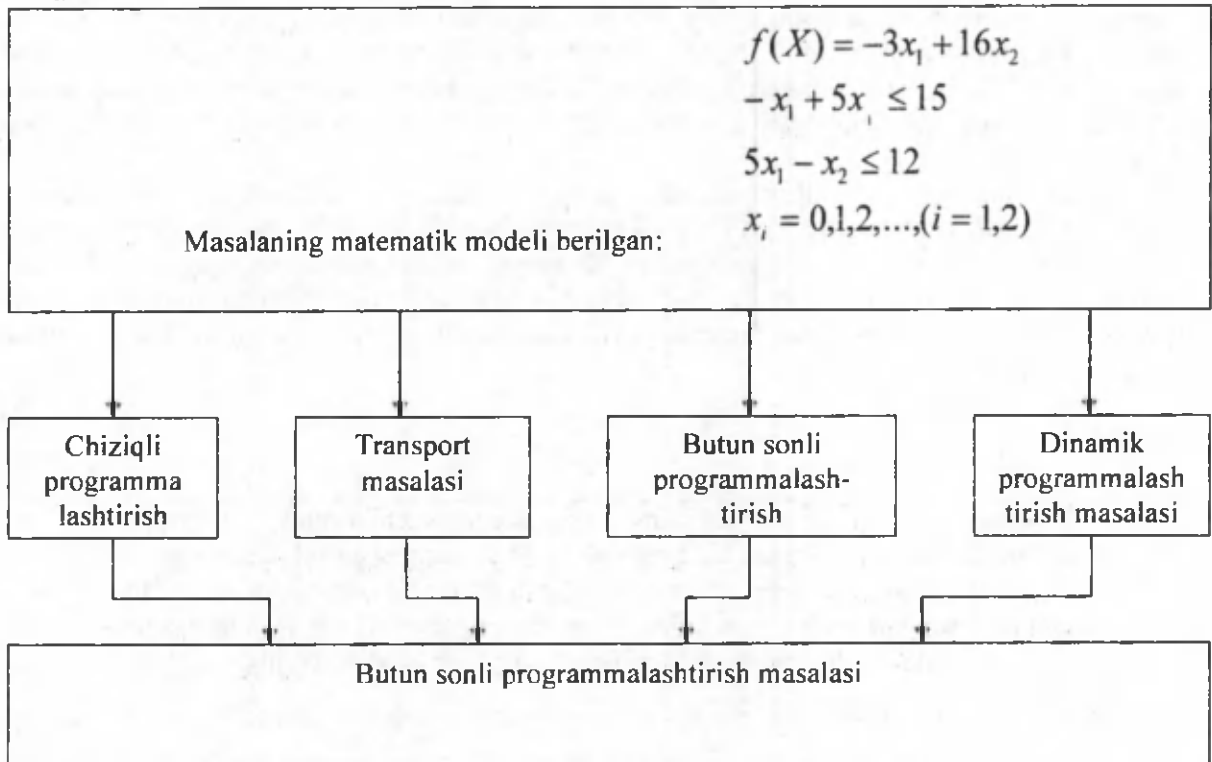 f(X) = -3x₁ + 16x₂
- x₁ + 5x ≤ 15
5x₁ - x₂ ≤ 12
xᵢ = 0,1,2,...,(i = 1,2)
Masalaning matematik modeli berilgan:
Chiziqli
programma
lashtirish
Transport
masalasi
Butun sonli
programmalash-
tirish
Dinamik
programmalash
tirish masalasi
Butun sonli programmalashtirish masalasi